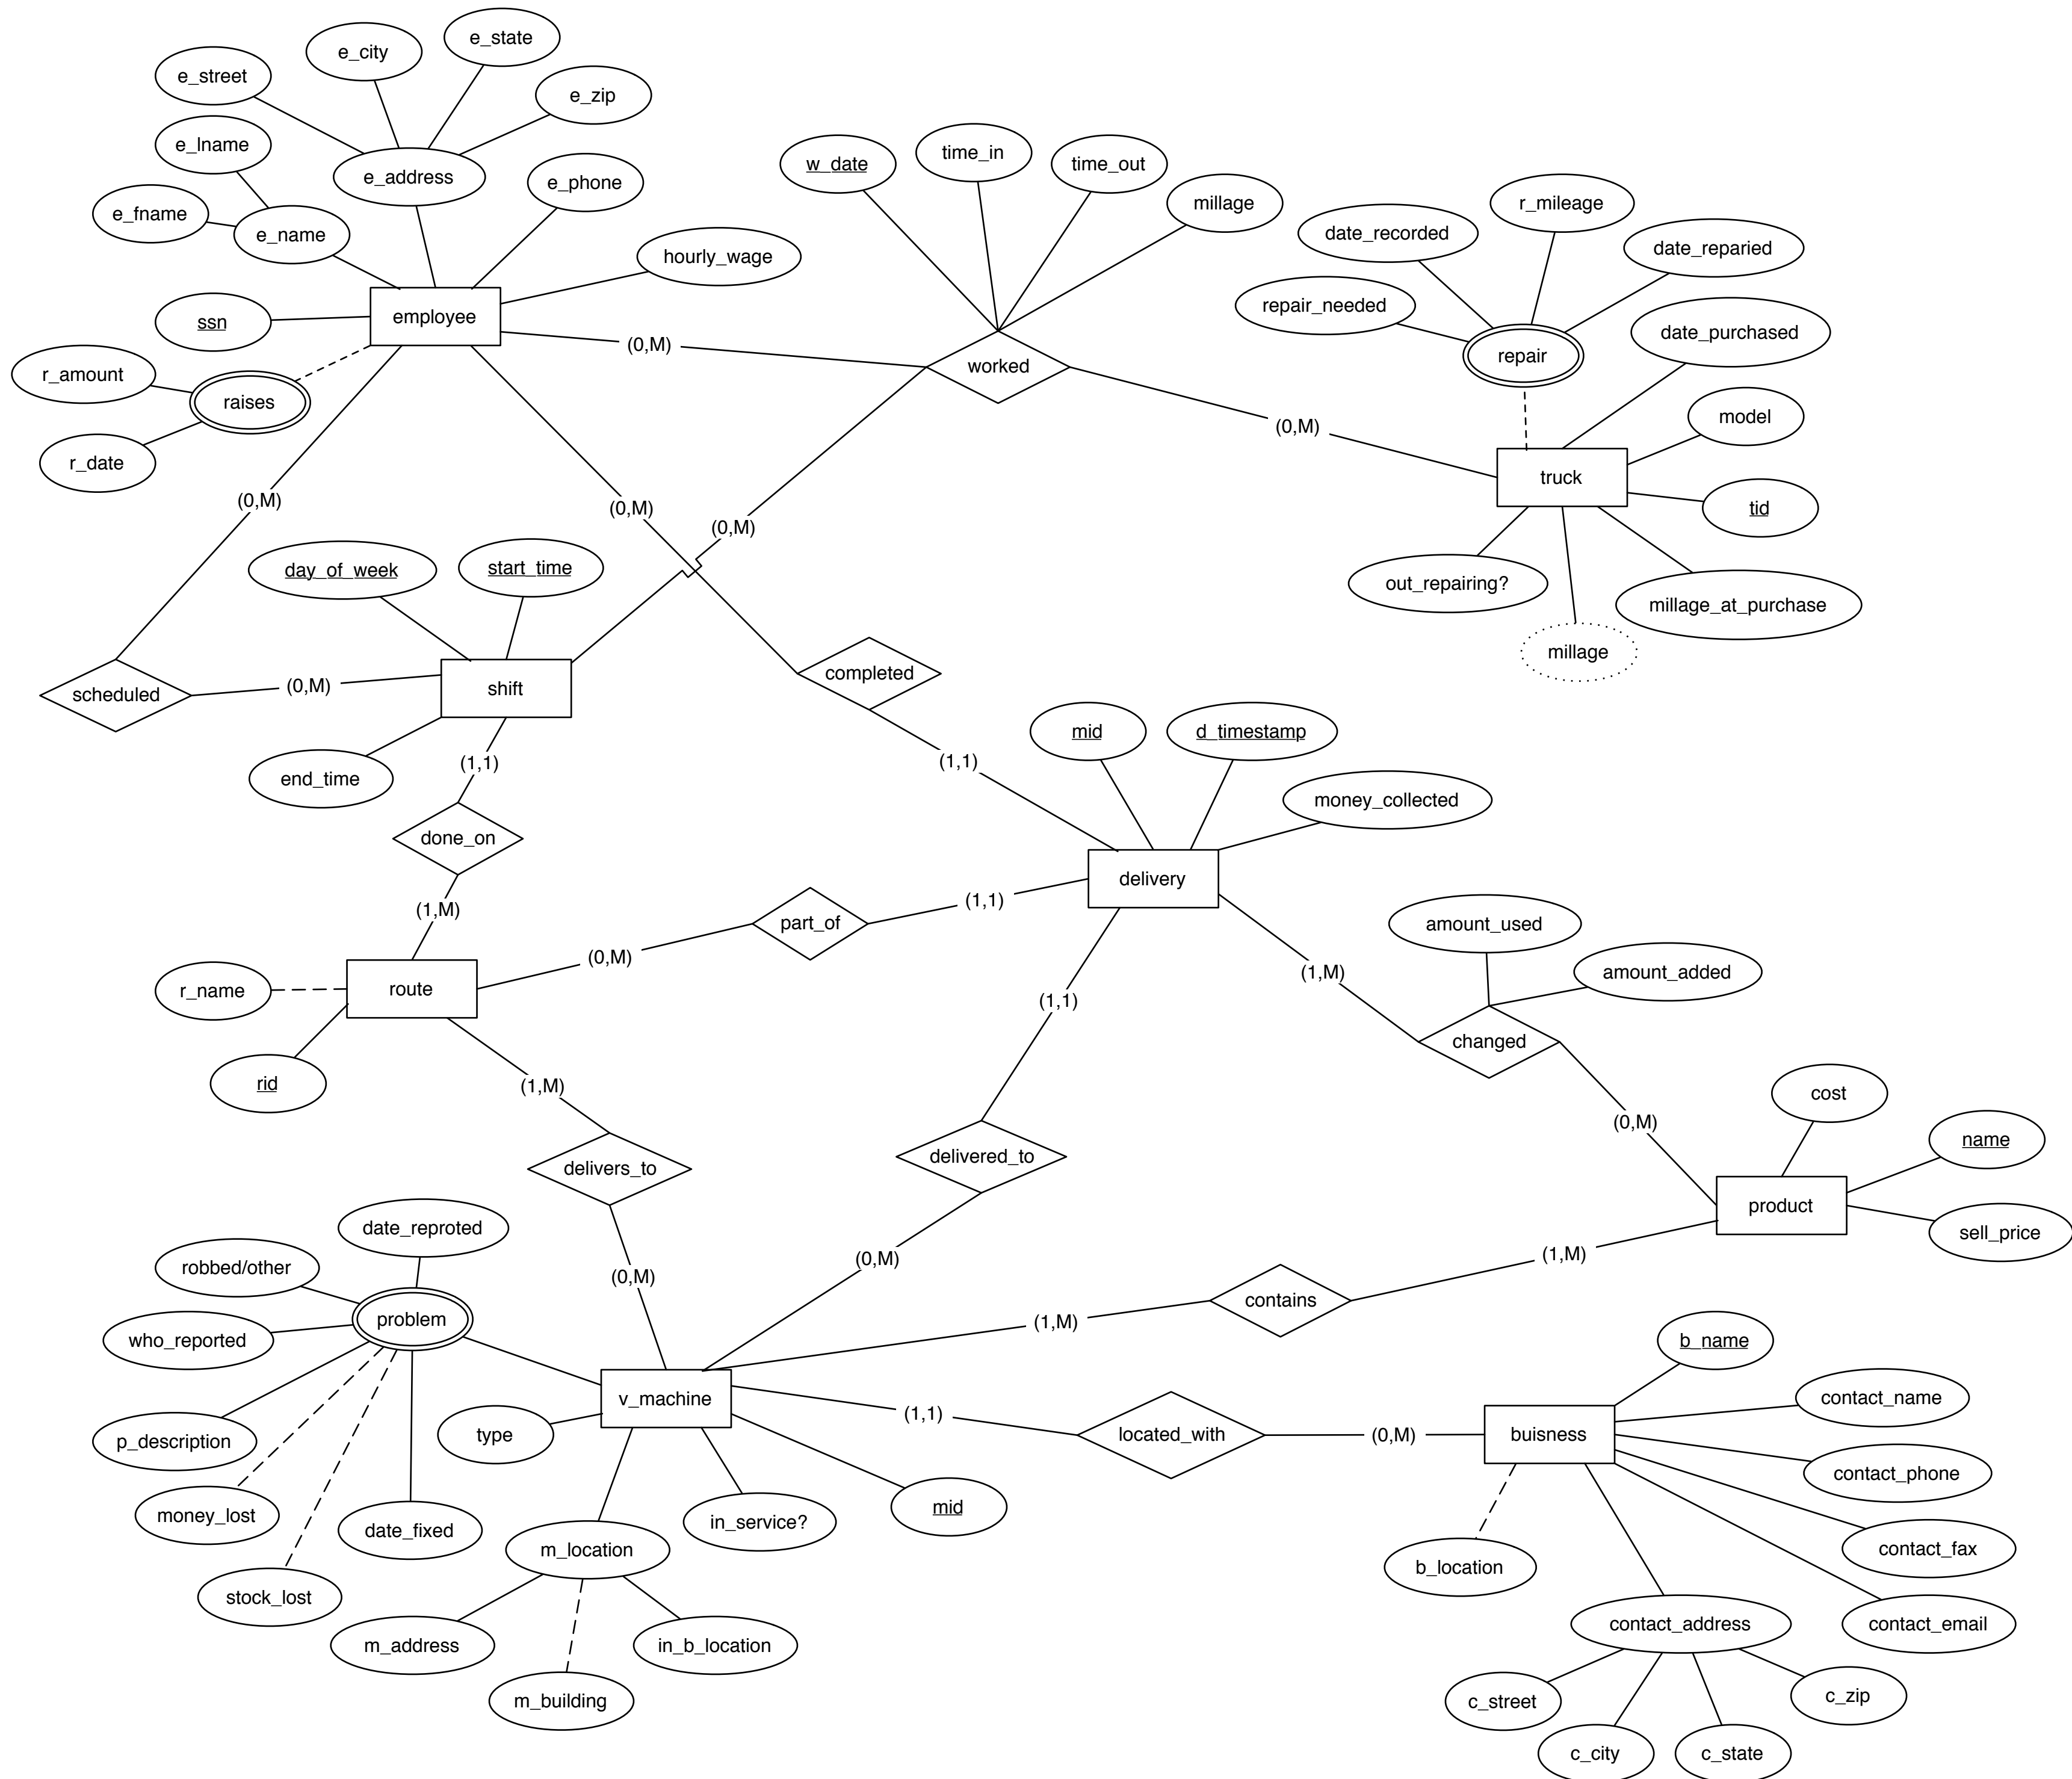 e_state
e_city
e_street
e_zip
e_lname
time_in
w_date
time_out
e_address
e_phone
millage
r_mileage
e_fname
e_name
date_recorded
date_reparied
hourly_wage
repair_needed
employee
ssn
date_purchased
(0,M)
repair
worked
r_amount
raises
model
(0,M)
r_date
truck
(0,M)
(0,M)
tid
(0,M)
day_of_week
start_time
out_repairing?
millage_at_purchase
millage
completed
(0,M)
shift
scheduled
mid
d_timestamp
(1,1)
(1,1)
end_time
money_collected
done_on
delivery
(1,1)
(1,M)
part_of
amount_used
(0,M)
(1,M)
amount_added
r_name
route
(1,1)
changed
rid
(1,M)
cost
(0,M)
name
delivers_to
delivered_to
product
date_reproted
sell_price
(1,M)
(0,M)
robbed/other
(0,M)
contains
problem
(1,M)
who_reported
b_name
v_machine
contact_name
(1,1)
type
located_with
(0,M)
buisness
p_description
contact_phone
mid
money_lost
in_service?
date_fixed
m_location
contact_fax
b_location
stock_lost
contact_address
contact_email
m_address
in_b_location
c_zip
m_building
c_street
c_city
c_state